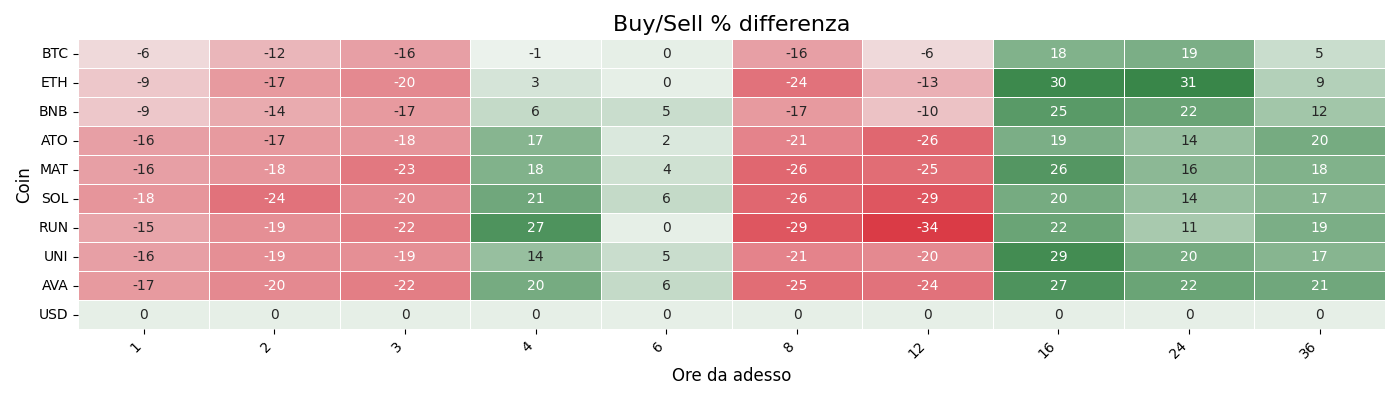 Buy/Sell % differenza
Coin
BTC -6 -12 -16 -1 0 -16 -6 18 19 5
ETH -9 -17 -20 3 0 -24 -13 30 31 9
BNB -9 -14 -17 6 5 -17 -10 25 22 12
ATO -16 -17 -18 17 2 -21 -26 19 14 20
MAT -16 -18 -23 18 4 -26 -25 26 16 18
SOL -18 -24 -20 21 6 -26 -29 20 14 17
RUN -15 -19 -22 27 0 -29 -34 22 11 19
UNI -16 -19 -19 14 5 -21 -20 29 20 17
AVA -17 -20 -22 20 6 -25 -24 27 22 21
USD 0 0 0 0 0 0 0 0 0 0
1 2 3 4 6 8 12 16 24 36
Ore da adesso